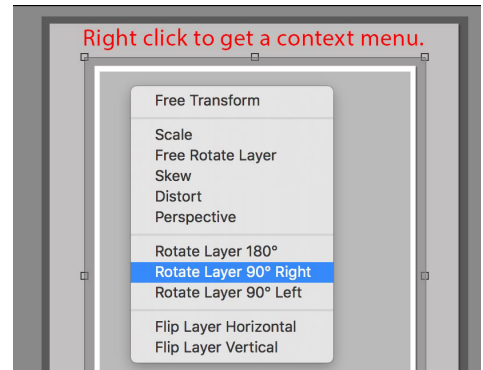 Right click to get a context menu.
Free Transform
Scale
Free Rotate Layer
Skew
Distort
Perspective
Rotate Layer 180°
Rotate Layer 90° Right
Rotate Layer 90° Left
Flip Layer Horizontal
Flip Layer Vertical